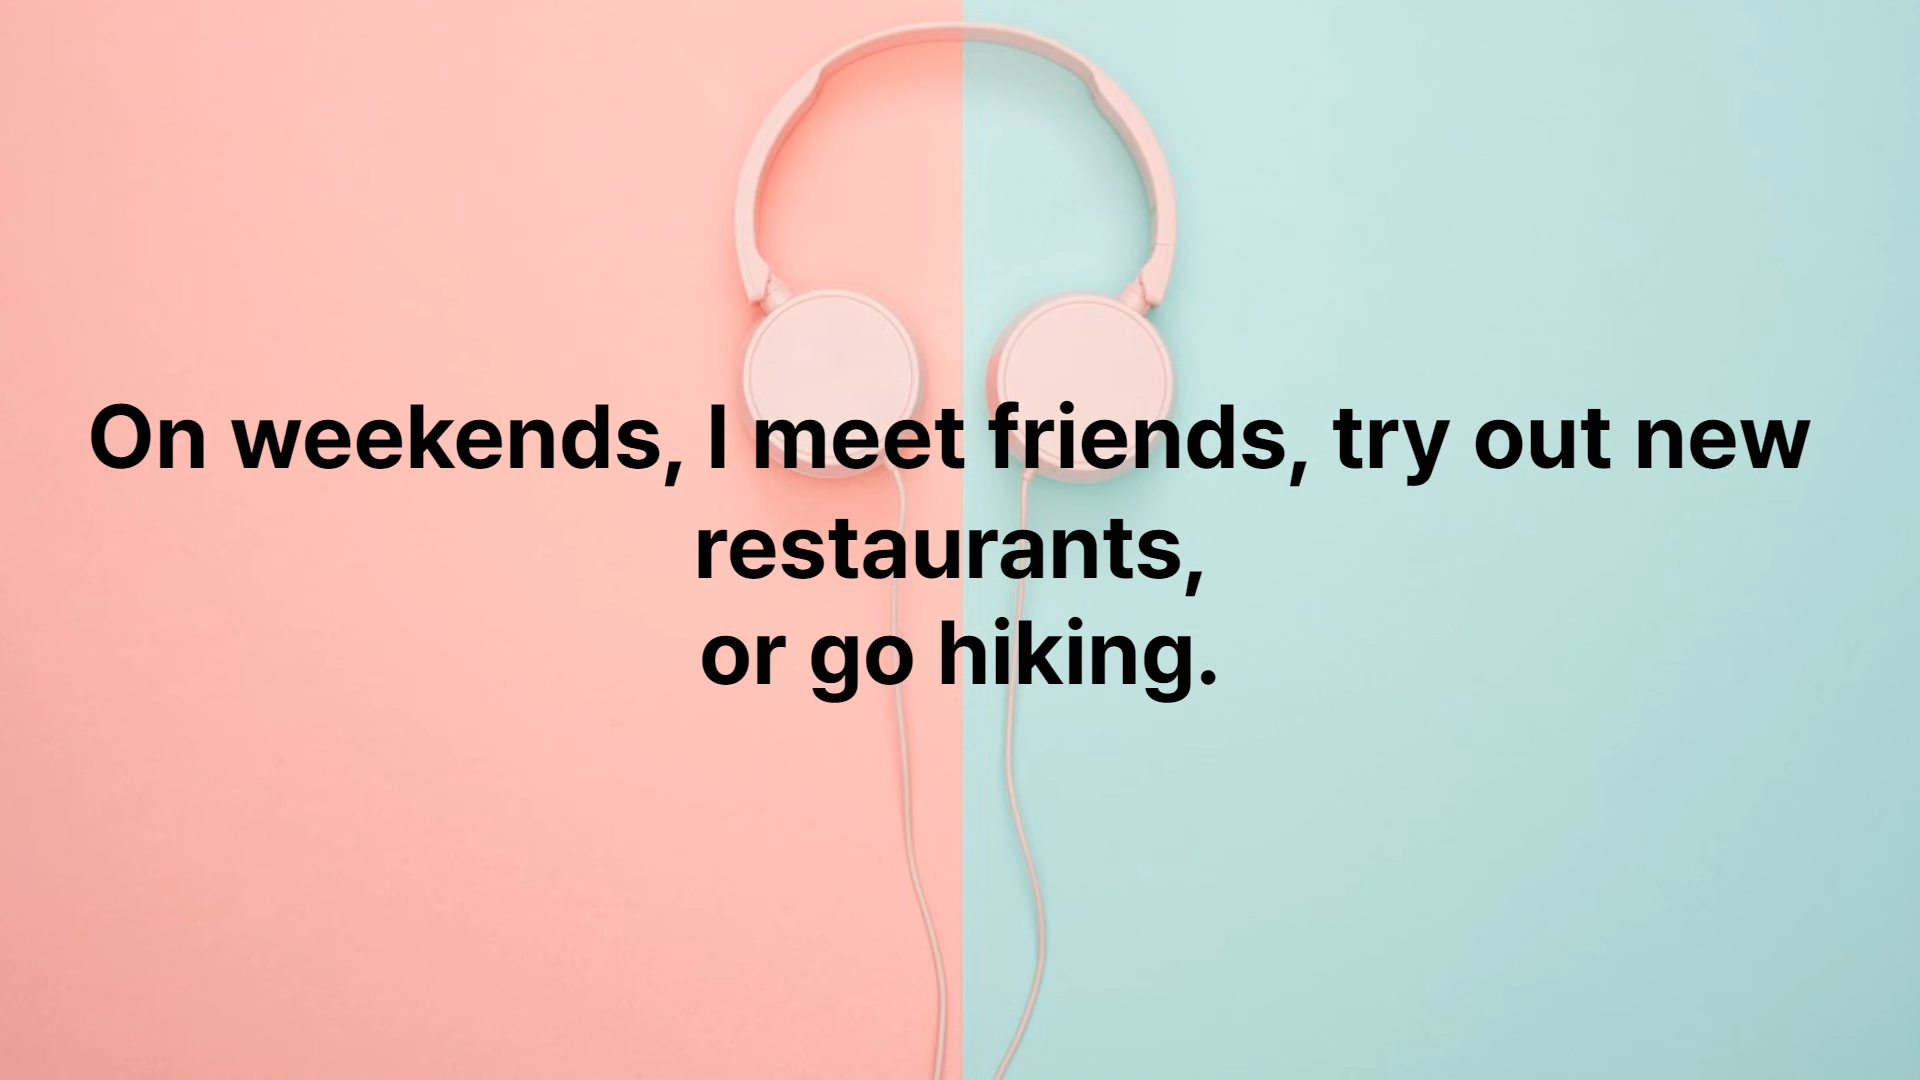 On weekends, I meet friends, try out new
restaurants,
or go hiking.